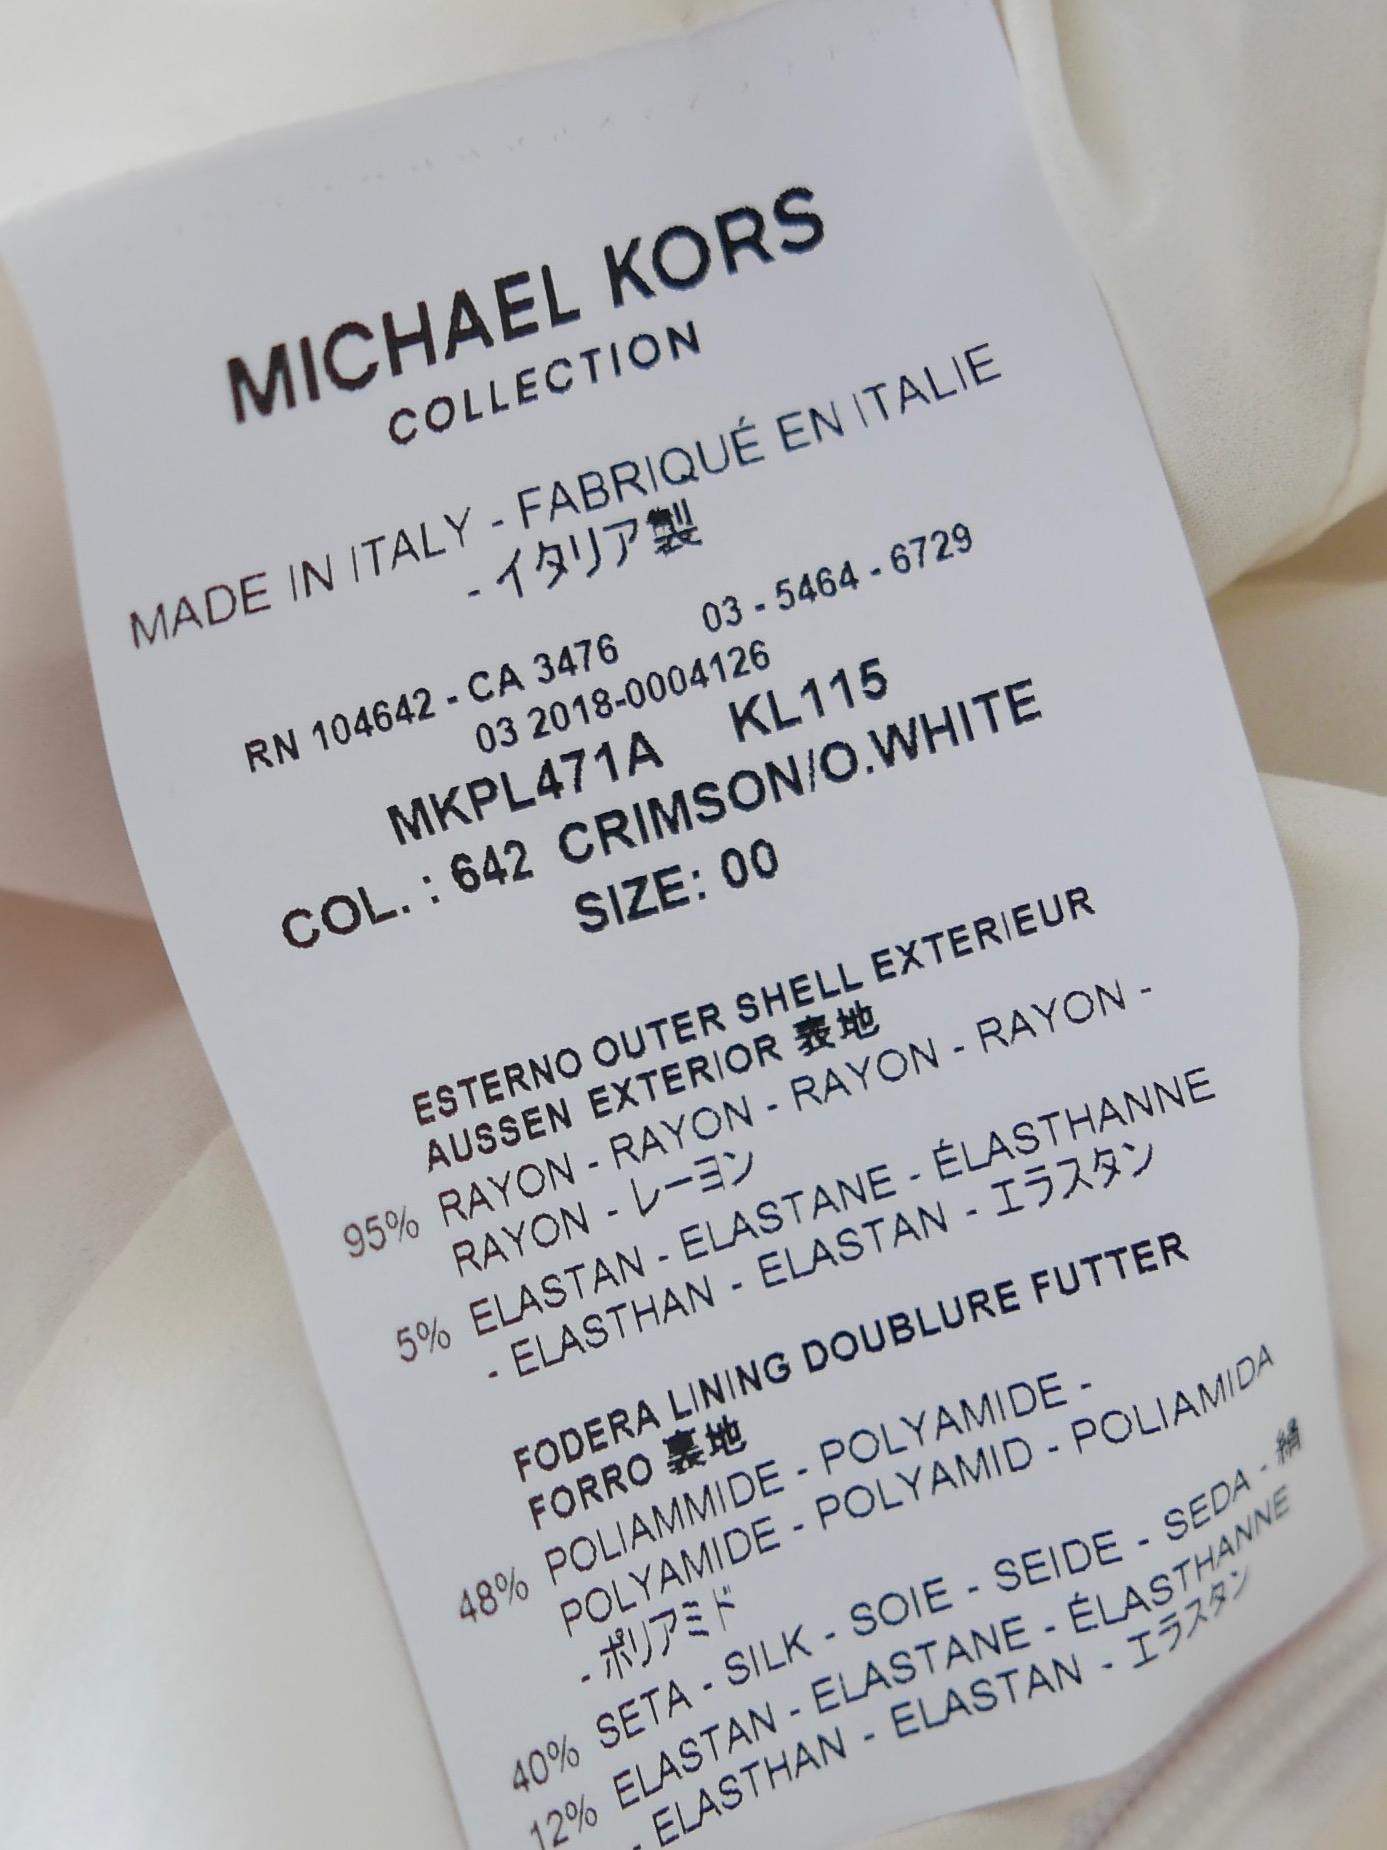 MICHAEL KORS
COLLECTION
MADE IN ITALY - FABRIQUÉ EN ITALIE
- イタリア製
RN 104642 - CA 3476 03 - 5464 - 6729
03 2018-0004126
MKPL471A KL115
COL. : 642 CRIMSON/O.WHITE
SIZE: 00
ESTERNO OUTER SHELL EXTERIEUR
AUSSEN EXTERIOR 表地
95% RAYON - RAYON - RAYON - RAYON -
RAYON - レーヨン
5% ELASTAN - ELASTANE - ÉLASTHANNE
- ELASTHAN - ELASTAN - エラスタン
FODERA LINING DOUBLURE FUTTER
FORRO 裏地
48% POLIAMMIDE - POLYAMIDE -
POLYAMIDE - POLYAMID - POLIAMIDA
- ポリアミド
40% SETA - SILK - SOIE - SEIDE - SEDA - 絹
12% ELASTAN - ELASTANE - ÉLASTHANNE
- ELASTHAN - ELASTAN - エラスタン